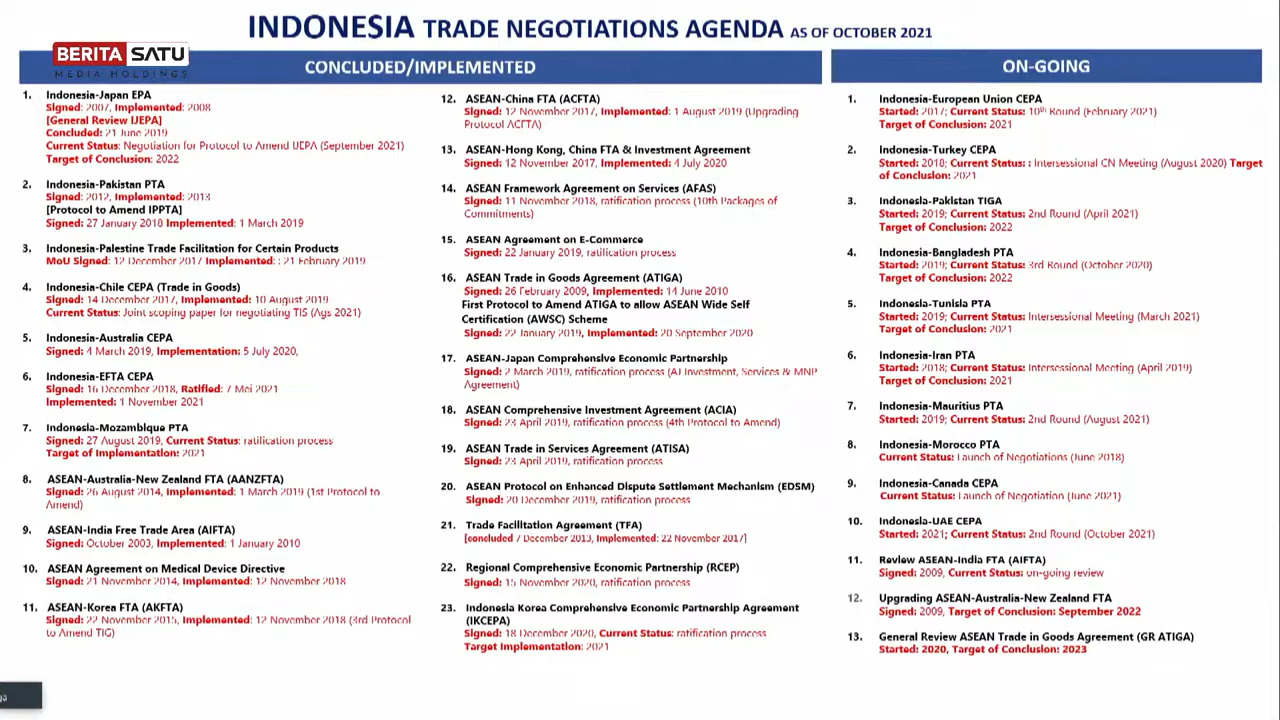 INDONESIA TRADE NEGOTIATIONS AGENDA AS OF OCTOBER 2021
BERITA SATU
MEDIA HOLDINGS
CONCLUDED/IMPLEMENTED
1. Indonesia-Japan EPA
Signed: 2007, Implemented: 2008
[General Review IJEPA]
Concluded: 21 June 2019
Current Status: Negotiation for Protocol to Amend IJEPA (September 2021)
Target of Conclusion: 2022
2. Indonesia-Pakistan PTA
Signed: 2012, Implemented: 2013
[Protocol to Amend IPPTA]
Signed: 27 January 2018 Implemented: 1 March 2019
3. Indonesia-Palestine Trade Facilitation for Certain Products
MoU Signed: 12 December 2017 Implemented: : 21 February 2019
4. Indonesia-Chile CEPA (Trade in Goods)
Signed: 14 December 2017, Implemented: 10 August 2019
Current Status: Joint scoping paper for negotiating TIS (Ags 2021)
5. Indonesia-Australia CEPA
Signed: 4 March 2019, Implementation: 5 July 2020,
6. Indonesia-EFTA CEPA
Signed: 16 December 2018, Ratified: 7 Mei 2021
Implemented: 1 November 2021
7. Indonesia-Mozambique PTA
Signed: 27 August 2019, Current Status: ratification process
Target of Implementation: 2021
8. ASEAN-Australia-New Zealand FTA (AANZFTA)
Signed: 26 August 2014, Implemented: 1 March 2019 (1st Protocol to
Amend)
9. ASEAN-India Free Trade Area (AIFTA)
Signed: October 2003, Implemented: 1 January 2010
10. ASEAN Agreement on Medical Device Directive
Signed: 21 November 2014, Implemented: 12 November 2018
11. ASEAN-Korea FTA (AKFTA)
Signed: 22 November 2015, Implemented: 12 November 2018 (3rd Protocol
to Amend TIG)
12. ASEAN-China FTA (ACFTA)
Signed: 12 November 2017, Implemented: 1 August 2019 (Upgrading
Protocol ACFTA)
13. ASEAN-Hong Kong, China FTA & Investment Agreement
Signed: 12 November 2017, Implemented: 4 July 2020
14. ASEAN Framework Agreement on Services (AFAS)
Signed: 11 November 2018, ratification process (10th Packages of
Commitments)
15. ASEAN Agreement on E-Commerce
Signed: 22 January 2019, ratification process
16. ASEAN Trade in Goods Agreement (ATIGA)
Signed: 26 February 2009, Implemented: 14 June 2010
First Protocol to Amend ATIGA to allow ASEAN Wide Self
Certification (AWSC) Scheme
Signed: 22 January 2019, Implemented: 20 September 2020
17. ASEAN-Japan Comprehensive Economic Partnership
Signed: 2 March 2019, ratification process (AJ Investment, Services & MNP
Agreement)
18. ASEAN Comprehensive Investment Agreement (ACIA)
Signed: 23 April 2019, ratification process (4th Protocol to Amend)
19. ASEAN Trade in Services Agreement (ATISA)
Signed: 23 April 2019, ratification process
20. ASEAN Protocol on Enhanced Dispute Settlement Mechanism (EDSM)
Signed: 20 December 2019, ratification process
21. Trade Facilitation Agreement (TFA)
[concluded 7 December 2013, Implemented: 22 November 2017]
22. Regional Comprehensive Economic Partnership (RCEP)
Signed: 15 November 2020, ratification process
23. Indonesia Korea Comprehensive Economic Partnership Agreement
(IKCEPA)
Signed: 18 December 2020, Current Status: ratification process
Target Implementation: 2021
ON-GOING
1. Indonesia-European Union CEPA
Started: 2017; Current Status: 10th Round (February 2021)
Target of Conclusion: 2021
2. Indonesia-Turkey CEPA
Started: 2018; Current Status: : Intersessional CN Meeting (August 2020) Target
of Conclusion: 2021
3. Indonesia-Pakistan TIGA
Started: 2019; Current Status: 2nd Round (April 2021)
Target of Conclusion: 2022
4. Indonesia-Bangladesh PTA
Started: 2019; Current Status: 3rd Round (October 2020)
Target of Conclusion: 2022
5. Indonesia-Tunisia PTA
Started: 2019; Current Status: Intersessional Meeting (March 2021)
Target of Conclusion: 2021
6. Indonesia-Iran PTA
Started: 2018; Current Status: Intersessional Meeting (April 2019)
Target of Conclusion: 2021
7. Indonesia-Mauritius PTA
Started: 2019; Current Status: 2nd Round (August 2021)
8. Indonesia-Morocco PTA
Current Status: Launch of Negotiations (June 2018)
9. Indonesia-Canada CEPA
Current Status: Launch of Negotiation (June 2021)
10. Indonesia-UAE CEPA
Started: 2021; Current Status: 2nd Round (October 2021)
11. Review ASEAN-India FTA (AIFTA)
Signed: 2009, Current Status: on-going review
12. Upgrading ASEAN-Australia-New Zealand FTA
Signed: 2009, Target of Conclusion: September 2022
13. General Review ASEAN Trade in Goods Agreement (GR ATIGA)
Started: 2020, Target of Conclusion: 2023